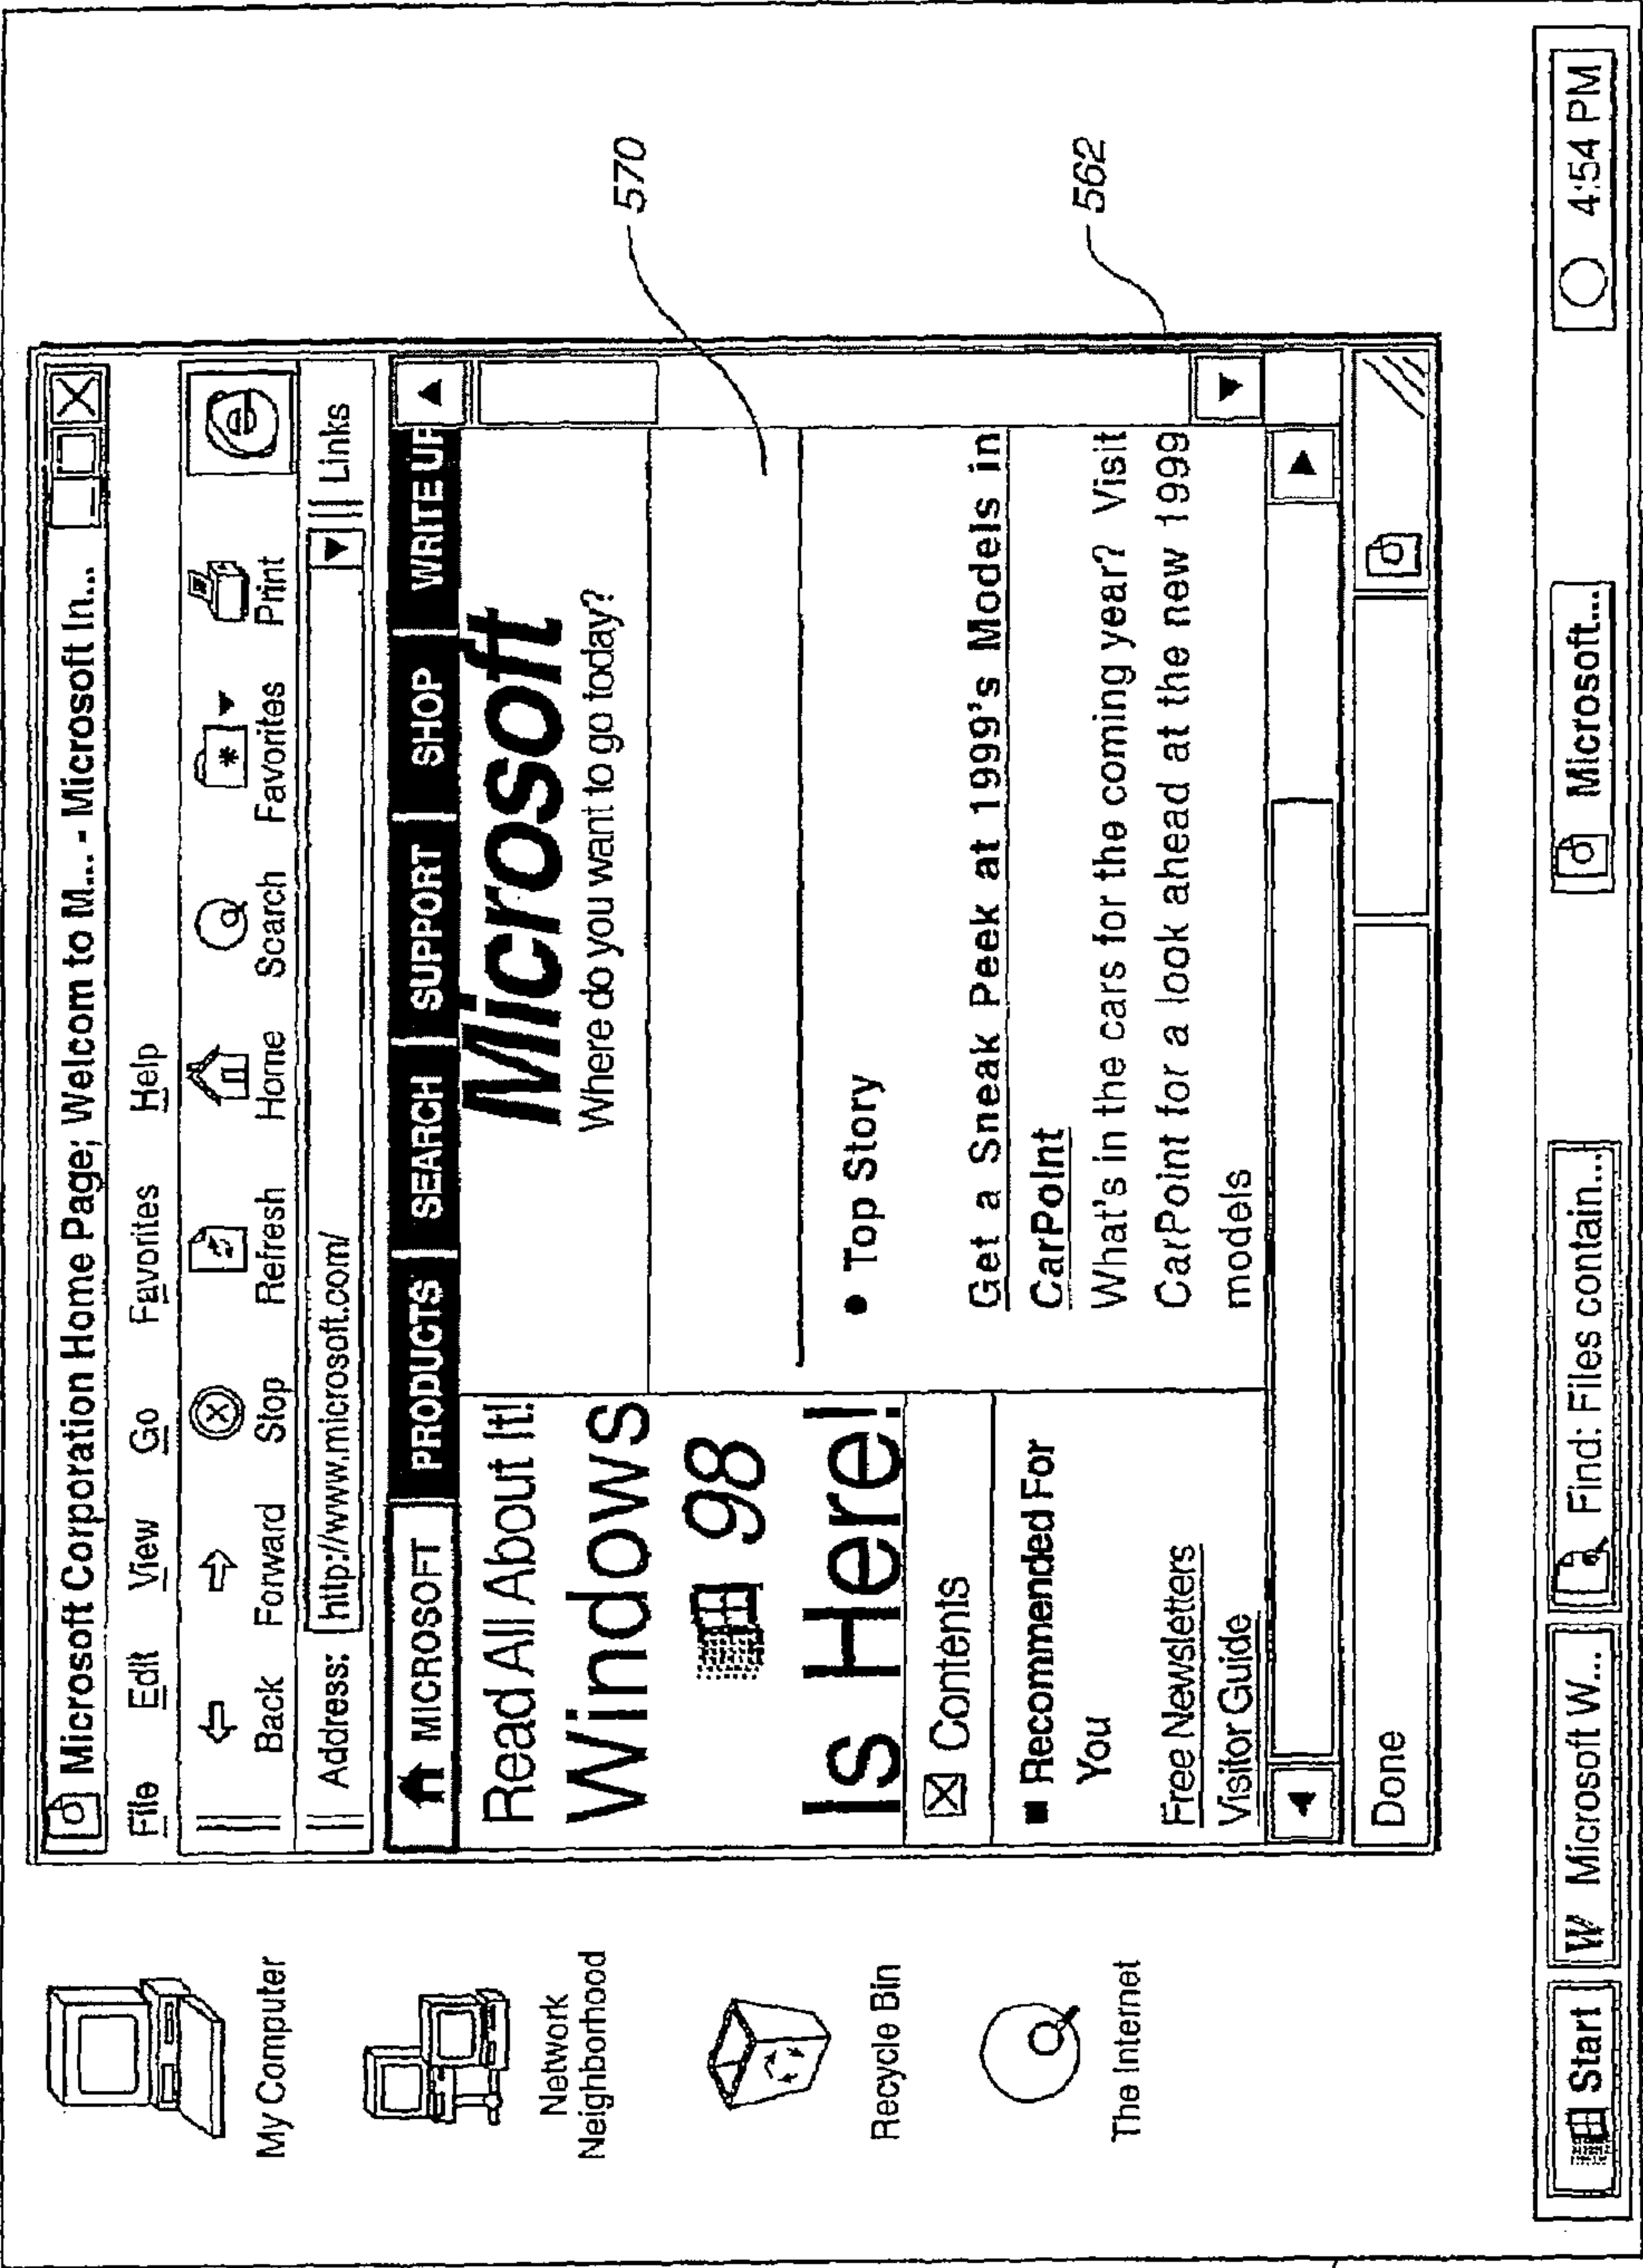 Microsoft Corporation Home Page; Welcom to M... - Microsoft In...
File Edit View Go Favorites Help
Back Forward Stop Refresh Home Search Favorites Print
Address: http://www.microsoft.com/ Links
MICROSOFT PRODUCTS SEARCH SUPPORT SHOP WRITE UP
Read All About It!
Windows
98
Is Here!
Contents
Recommended For
You
Free Newsletters
Visitor Guide
Microsoft
Where do you want to go today?
• Top Story
Get a Sneak Peek at 1999's Models in
CarPoint
What's in the cars for the coming year? Visit
CarPoint for a look ahead at the new 1999
models
Done
My Computer
Network
Neighborhood
Recycle Bin
The Internet
570
562
Start W Microsoft W... Find: Files contain... Microsoft... 4:54 PM